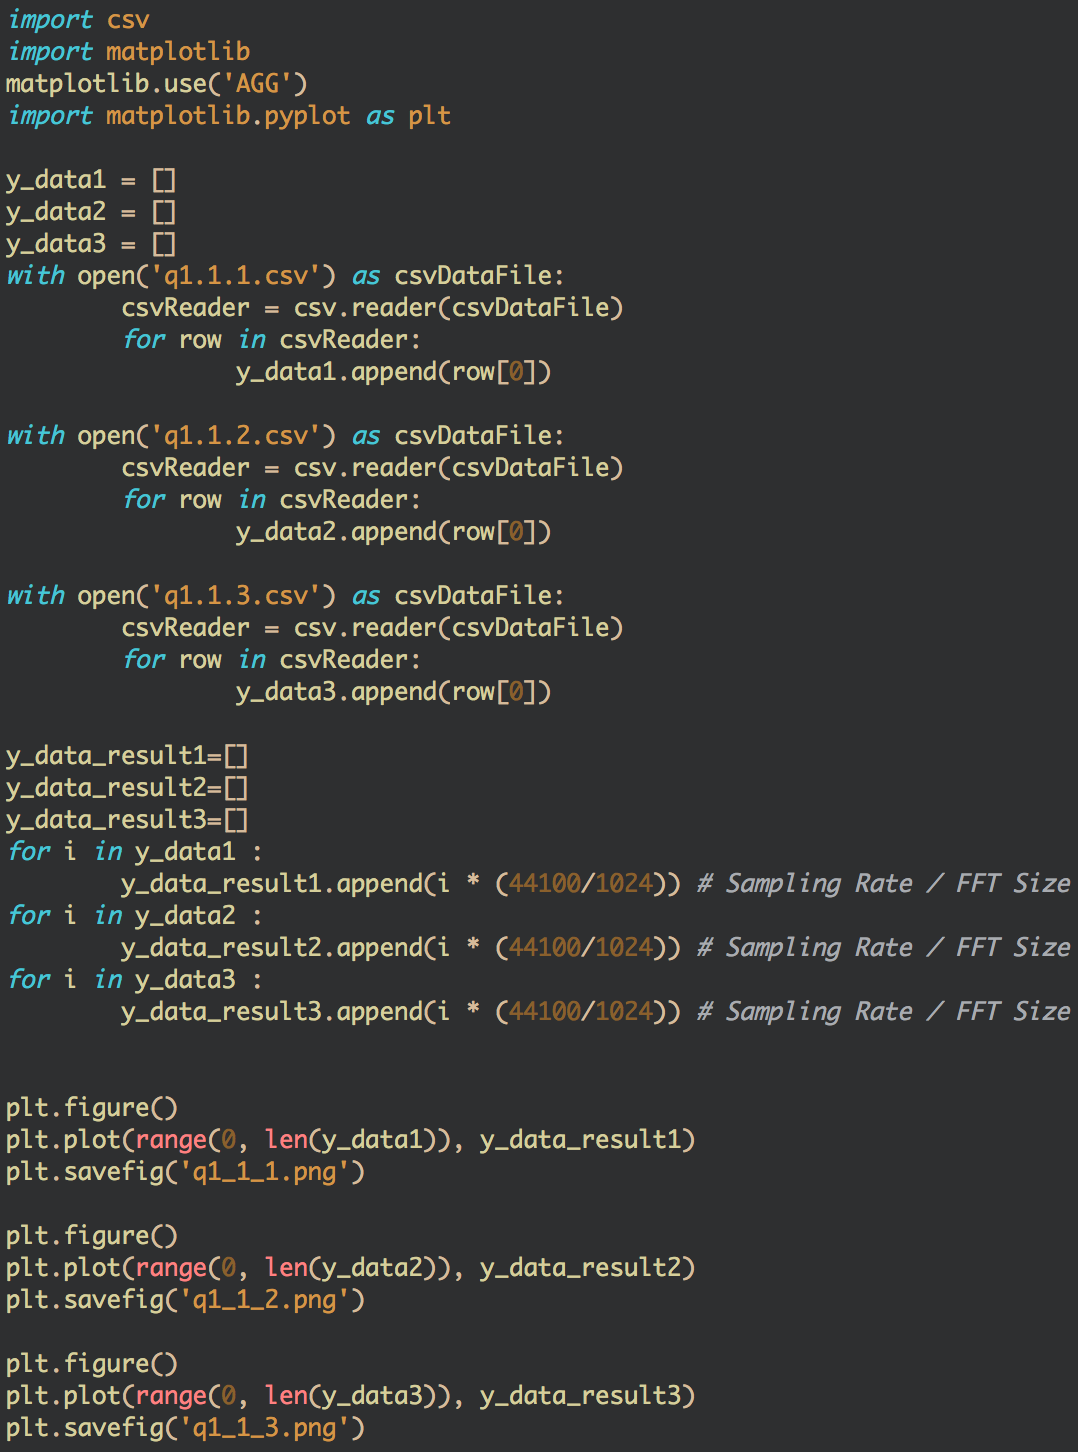 import csv
import matplotlib
matplotlib.use('AGG')
import matplotlib.pyplot as plt

y_data1 = []
y_data2 = []
y_data3 = []
with open('q1.1.1.csv') as csvDataFile:
        csvReader = csv.reader(csvDataFile)
        for row in csvReader:
                y_data1.append(row[0])

with open('q1.1.2.csv') as csvDataFile:
        csvReader = csv.reader(csvDataFile)
        for row in csvReader:
                y_data2.append(row[0])

with open('q1.1.3.csv') as csvDataFile:
        csvReader = csv.reader(csvDataFile)
        for row in csvReader:
                y_data3.append(row[0])

y_data_result1=[]
y_data_result2=[]
y_data_result3=[]
for i in y_data1 :
        y_data_result1.append(i * (44100/1024)) # Sampling Rate / FFT Size
for i in y_data2 :
        y_data_result2.append(i * (44100/1024)) # Sampling Rate / FFT Size
for i in y_data3 :
        y_data_result3.append(i * (44100/1024)) # Sampling Rate / FFT Size


plt.figure()
plt.plot(range(0, len(y_data1)), y_data_result1)
plt.savefig('q1_1_1.png')

plt.figure()
plt.plot(range(0, len(y_data2)), y_data_result2)
plt.savefig('q1_1_2.png')

plt.figure()
plt.plot(range(0, len(y_data3)), y_data_result3)
plt.savefig('q1_1_3.png')